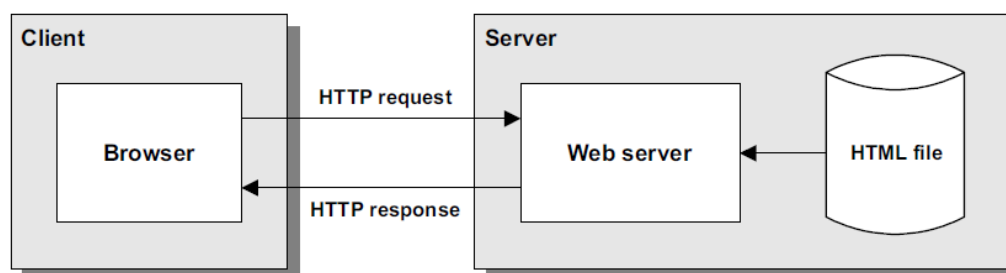 Client
Server
HTTP request
Browser
Web server
HTML file
HTTP response